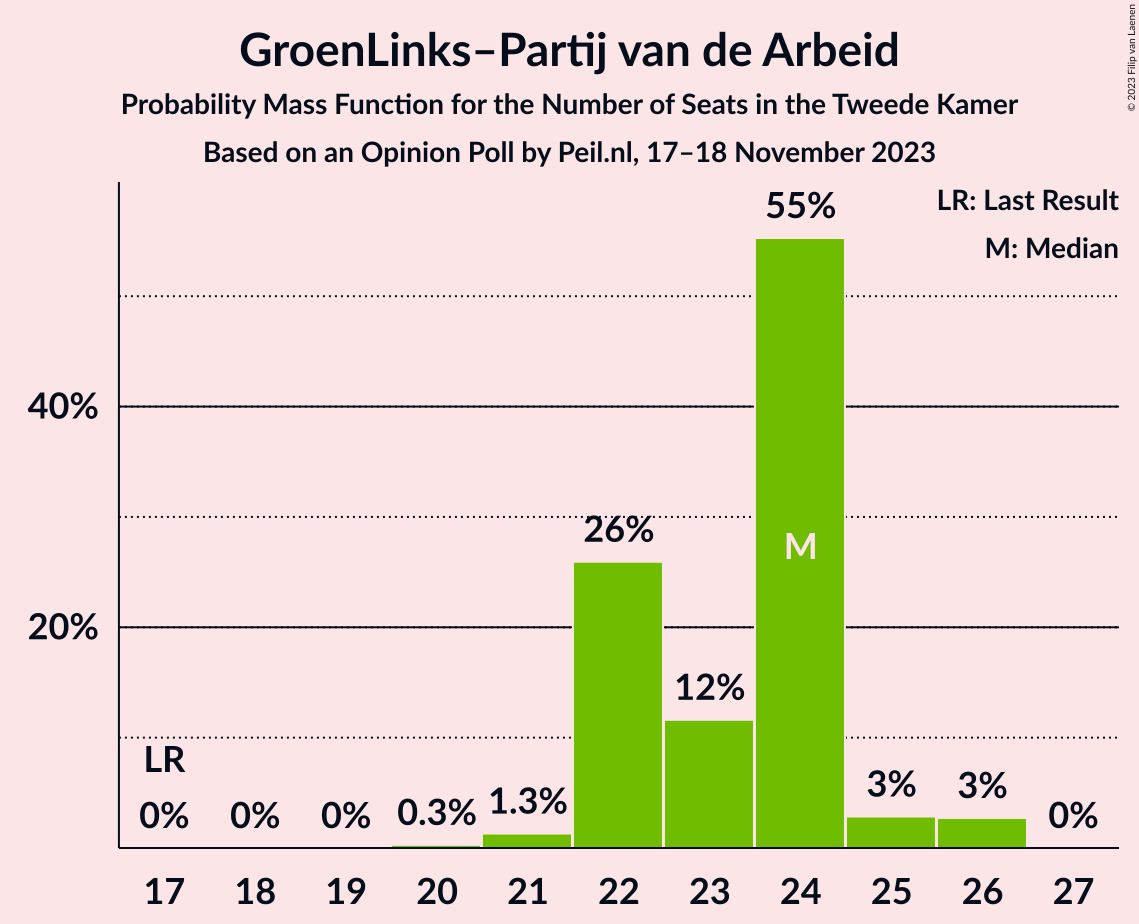 GroenLinks–Partij van de Arbeid
Probability Mass Function for the Number of Seats in the Tweede Kamer
Based on an Opinion Poll by Peil.nl, 17–18 November 2023
© 2023 Filip van Laenen
LR: Last Result
M: Median
40%
20%
LR
0%
0%
0%
0.3%
1.3%
26%
12%
55%
M
3%
3%
0%
17 18 19 20 21 22 23 24 25 26 27